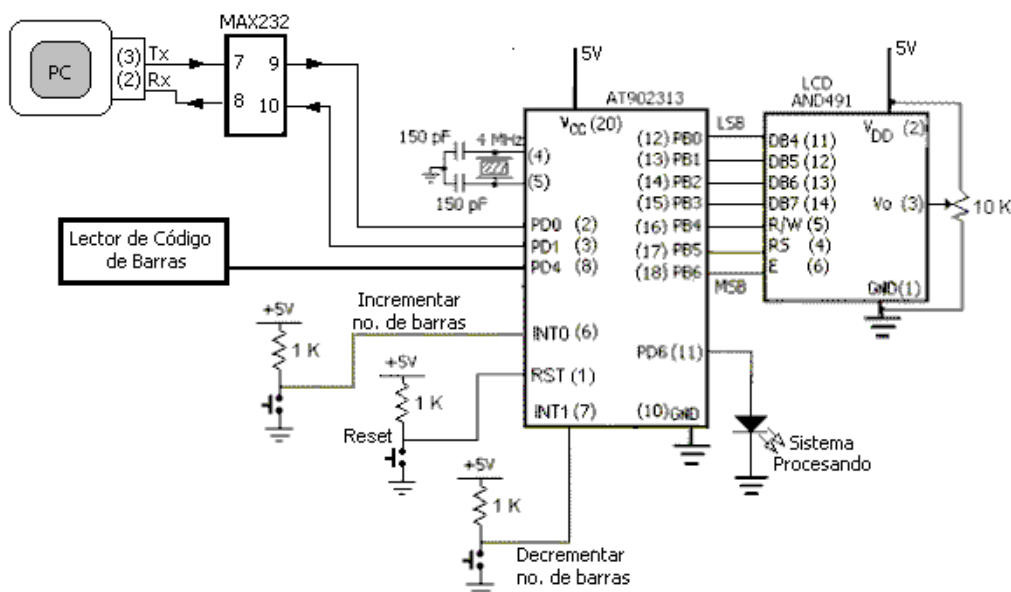 MAX232
PC
(3) Tx
(2) Rx
7 9
8 10
5V
AT902313
VCC (20)
150 pF
4 MHz
(4)
(5)
150 pF
PD0 (2)
PD1 (3)
PD4 (8)
INT0 (6)
RST (1)
INT1 (7)
(12) PB0
(13) PB1
(14) PB2
(15) PB3
(16) PB4
(17) PB5
(18) PB6
PD6 (11)
(10) GND
LSB
MSB
5V
LCD
AND491
VDD (2)
DB4 (11)
DB5 (12)
DB6 (13)
DB7 (14)
R/W (5)
RS (4)
E (6)
Vo (3)
GND(1)
10 K
Lector de Código
de Barras
Incrementar
no. de barras
+5V
1 K
+5V
1 K
Reset
+5V
1 K
Decrementar
no. de barras
Sistema
Procesando